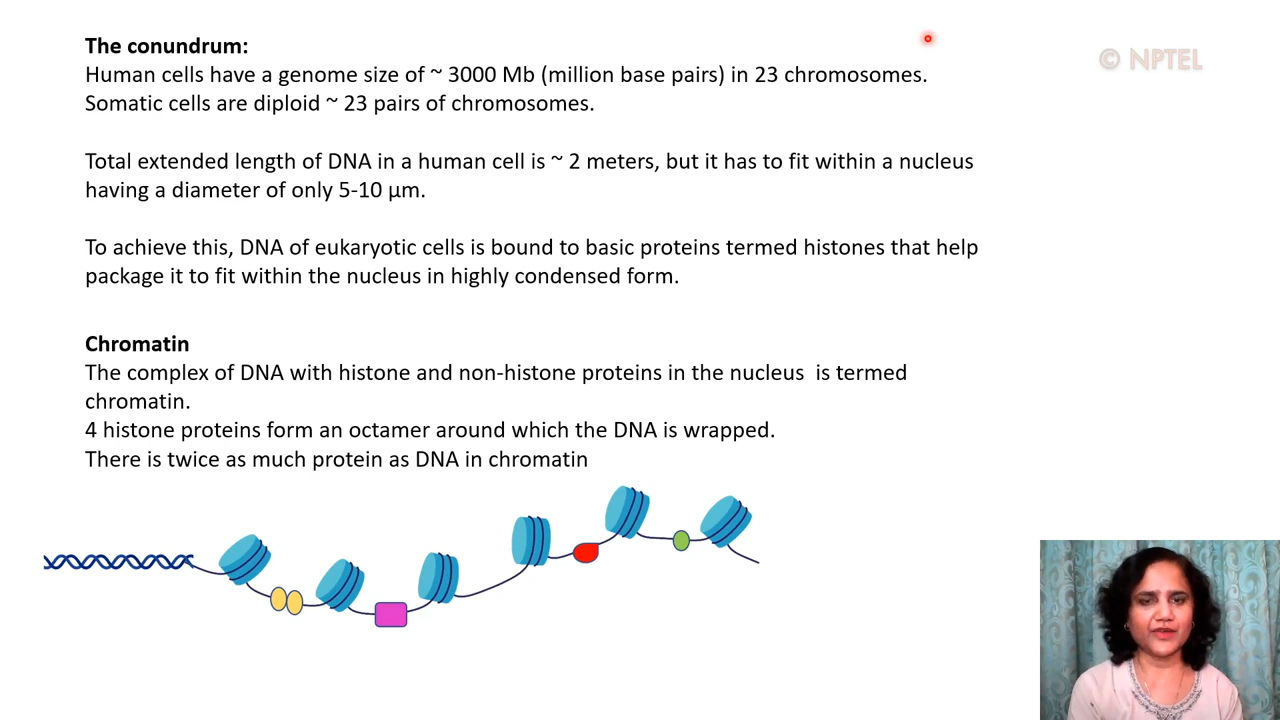 The conundrum:
© NPTEL
Human cells have a genome size of ~ 3000 Mb (million base pairs) in 23 chromosomes.
Somatic cells are diploid ~ 23 pairs of chromosomes.
Total extended length of DNA in a human cell is ~ 2 meters, but it has to fit within a nucleus
having a diameter of only 5-10 µm.
To achieve this, DNA of eukaryotic cells is bound to basic proteins termed histones that help
package it to fit within the nucleus in highly condensed form.
Chromatin
The complex of DNA with histone and non-histone proteins in the nucleus  is termed
chromatin.
4 histone proteins form an octamer around which the DNA is wrapped.
There is twice as much protein as DNA in chromatin